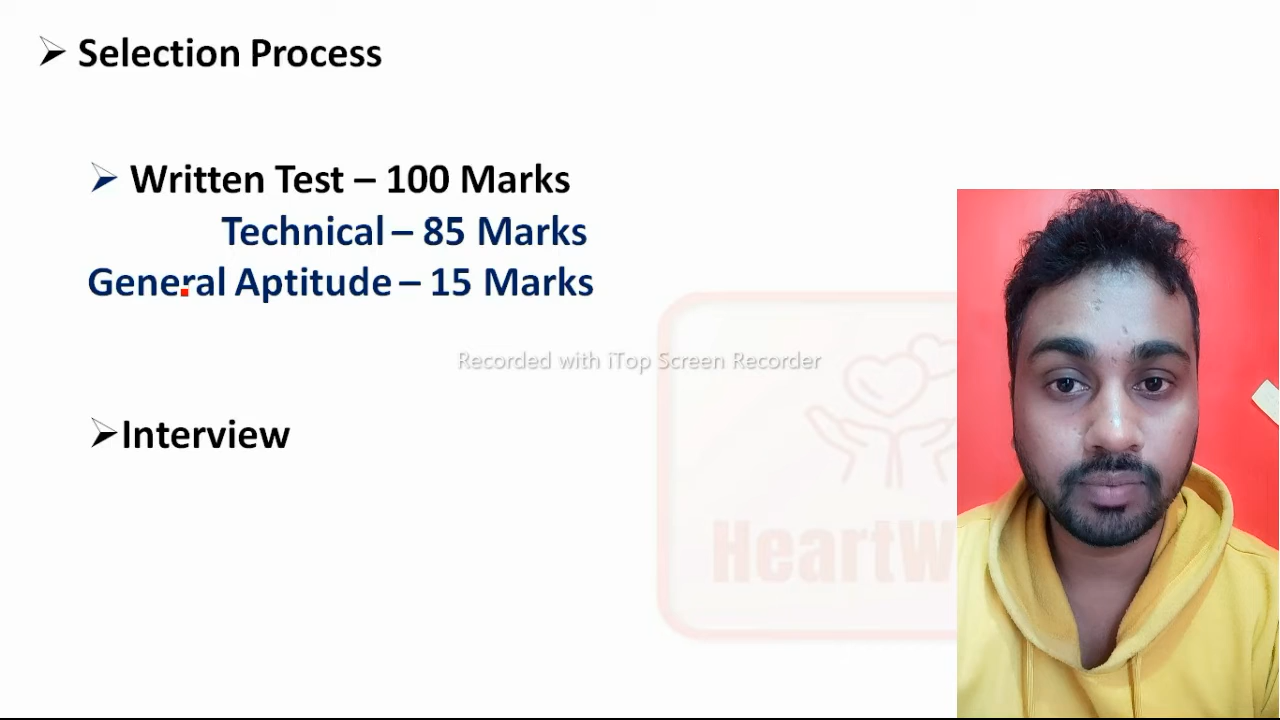 ➢ Selection Process
➢ Written Test – 100 Marks
Technical – 85 Marks
General Aptitude – 15 Marks
Recorded with iTop Screen Recorder
➢Interview